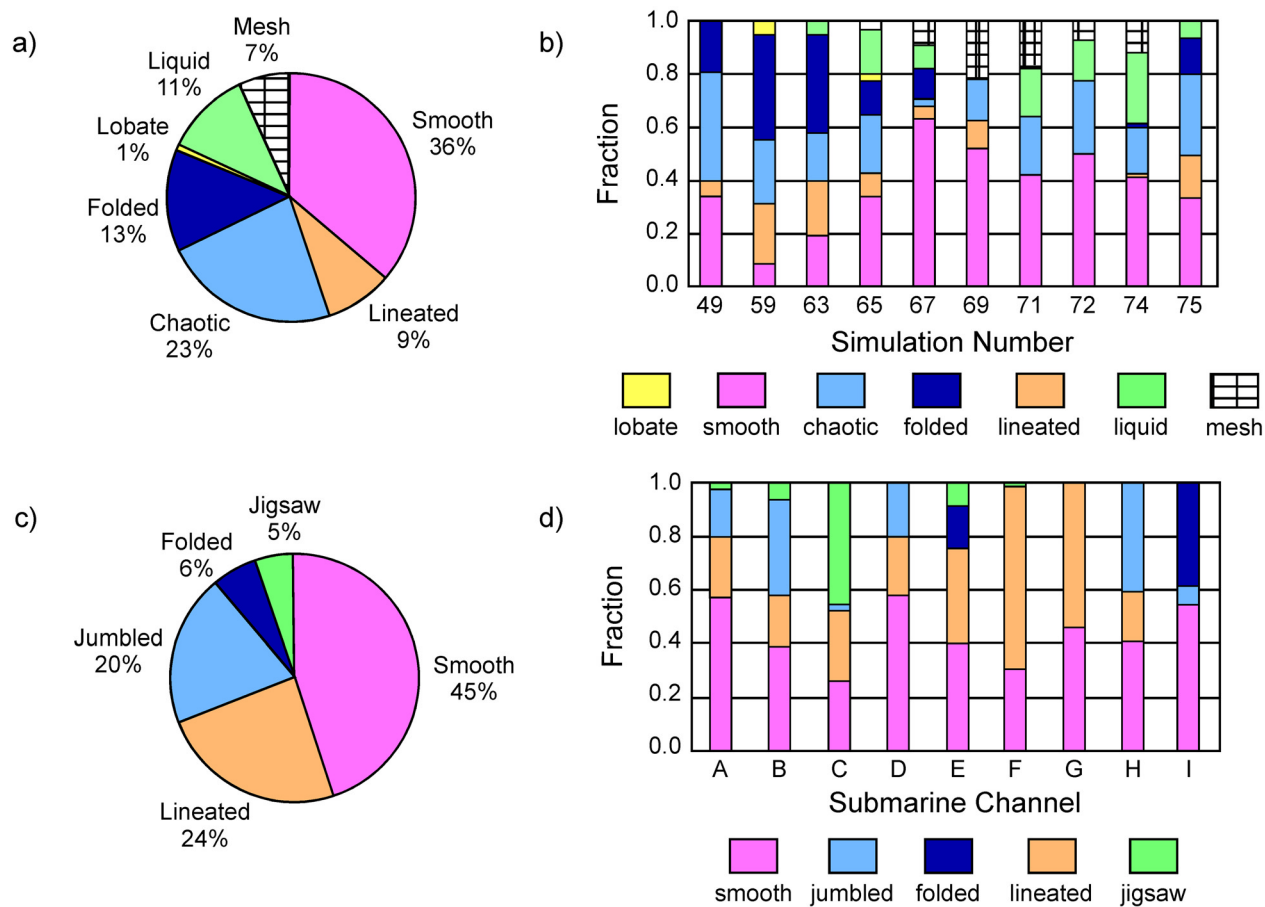 a)
Mesh
7%
Liquid
11%
Lobate
1%
Folded
13%
Chaotic
23%
Lineated
9%
Smooth
36%
b)
Fraction
1.0
0.8
0.6
0.4
0.2
0.0
49 59 63 65 67 69 71 72 74 75
Simulation Number
lobate smooth chaotic folded lineated liquid mesh
c)
Jigsaw
5%
Folded
6%
Jumbled
20%
Lineated
24%
Smooth
45%
d)
Fraction
1.0
0.8
0.6
0.4
0.2
0.0
A B C D E F G H I
Submarine Channel
smooth jumbled folded lineated jigsaw